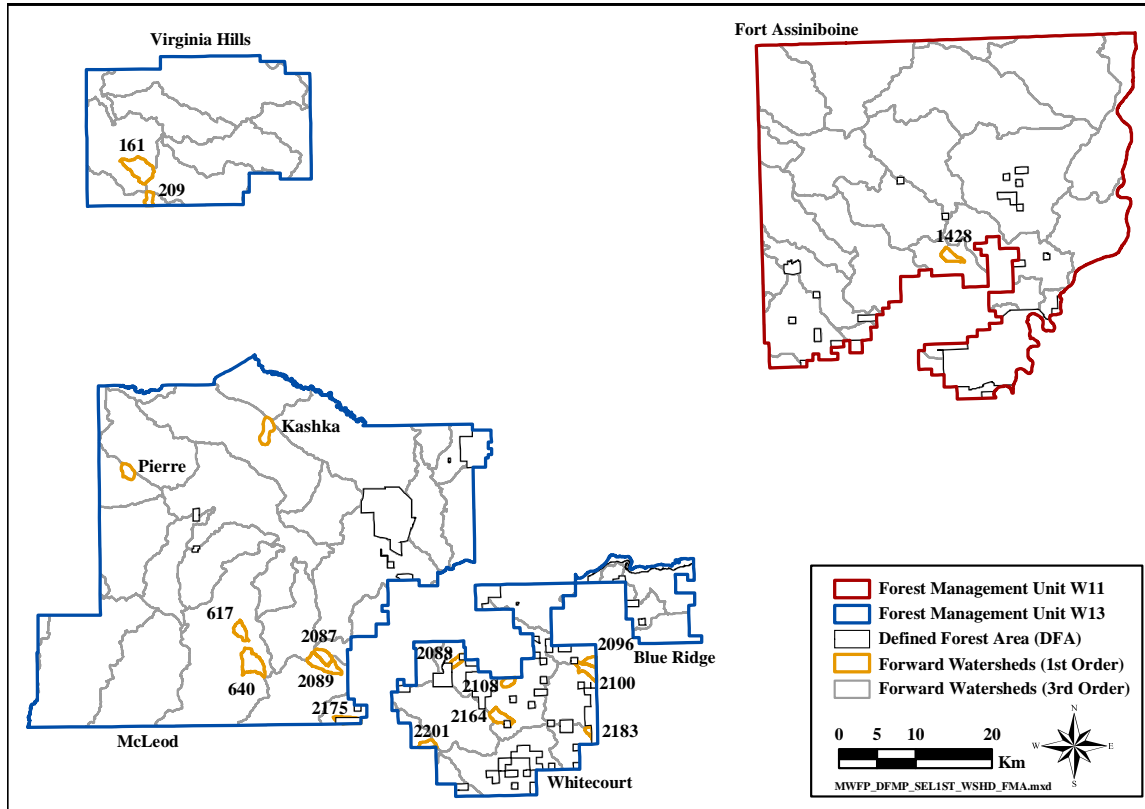 Fort Assiniboine
Virginia Hills
161
209
1428
Kashka
Pierre
617
2087
640
2089
2175
McLeod
2096
2088
Blue Ridge
2108
2100
2164
2201
2183
Whitecourt
Forest Management Unit W11
Forest Management Unit W13
Defined Forest Area (DFA)
Forward Watersheds (1st Order)
Forward Watersheds (3rd Order)
0 5 10 20
Km
N
W E
S
MWFP_DFMP_SEL1ST_WSHD_FMA.mxd